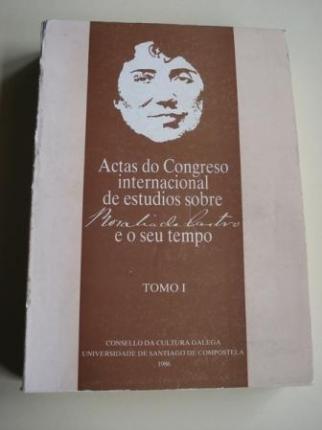 Actas do Congreso
internacional
de estudios sobre
Rosalia de Castro
e o seu tempo
TOMO I
CONSELLO DA CULTURA GALEGA
UNIVERSIDADE DE SANTIAGO DE COMPOSTELA
1986